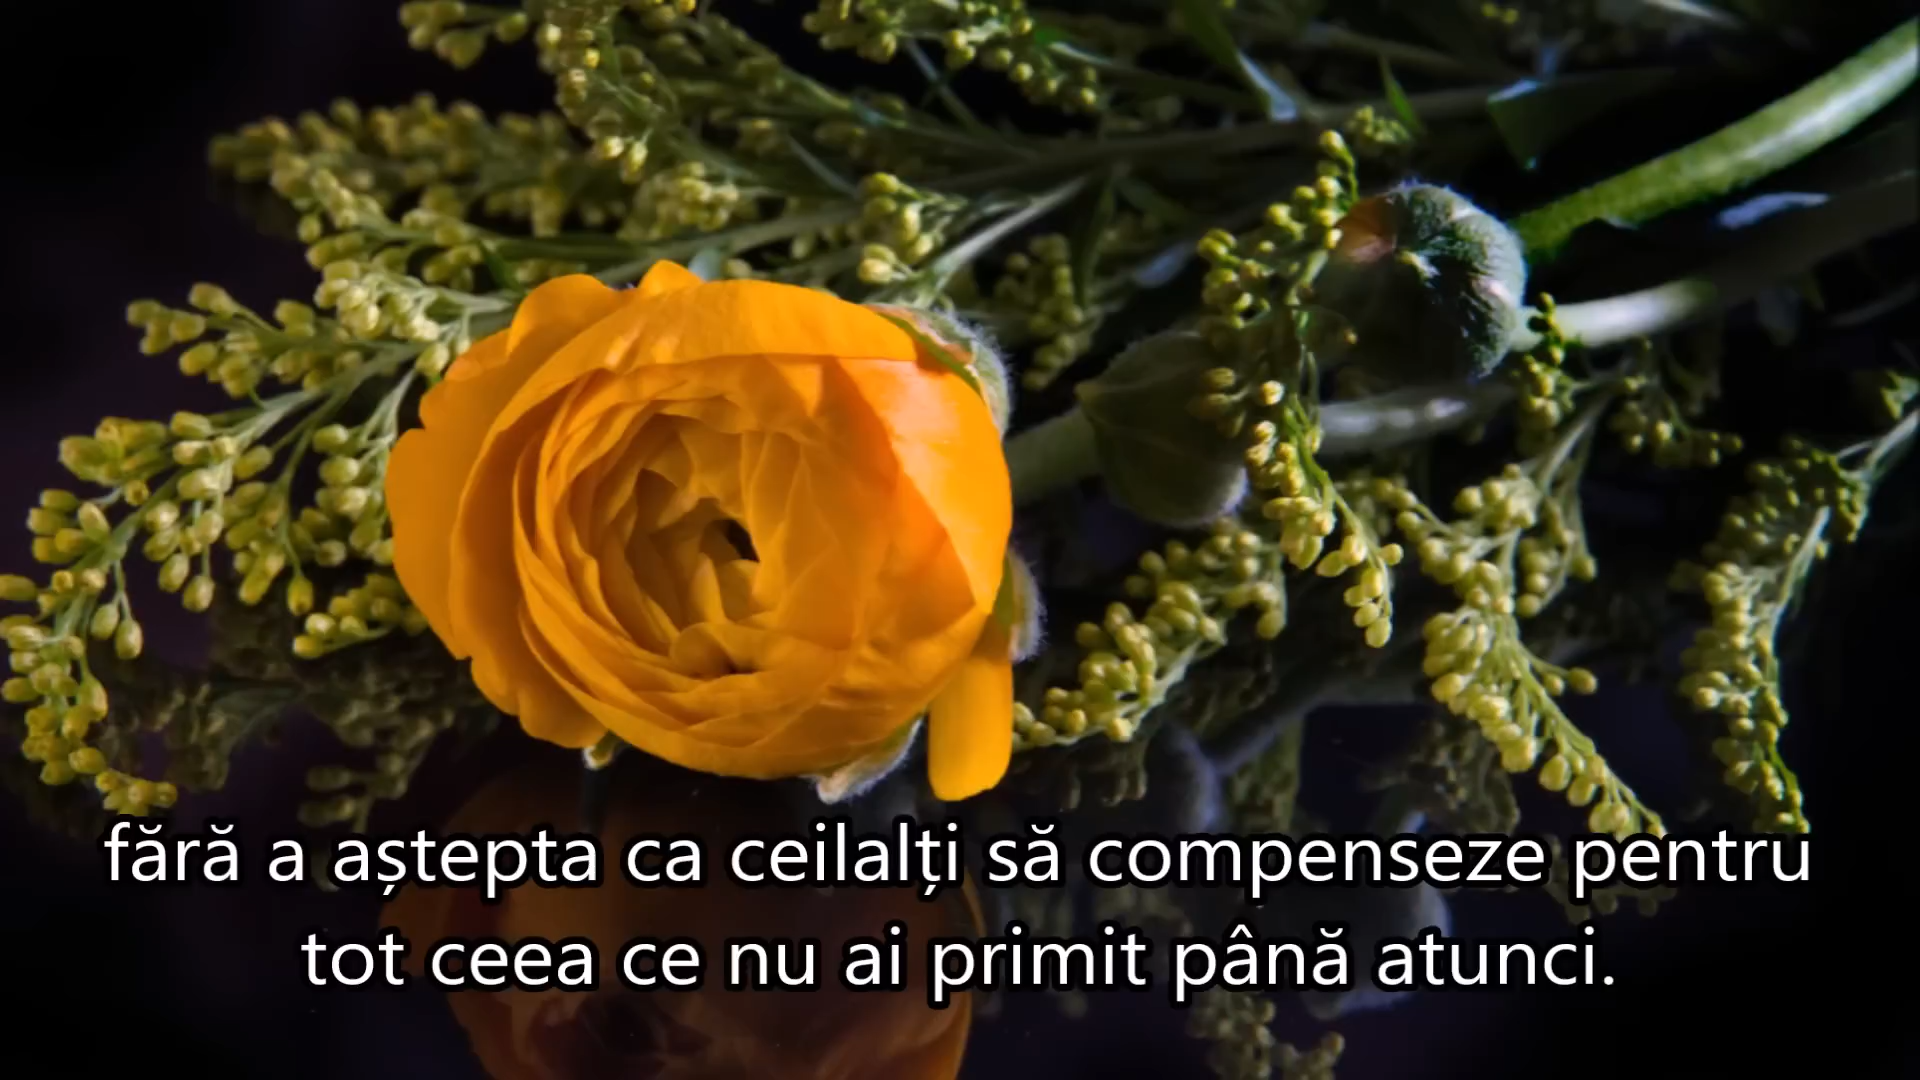 fără a aștepta ca ceilalți să compenseze pentru
tot ceea ce nu ai primit până atunci.